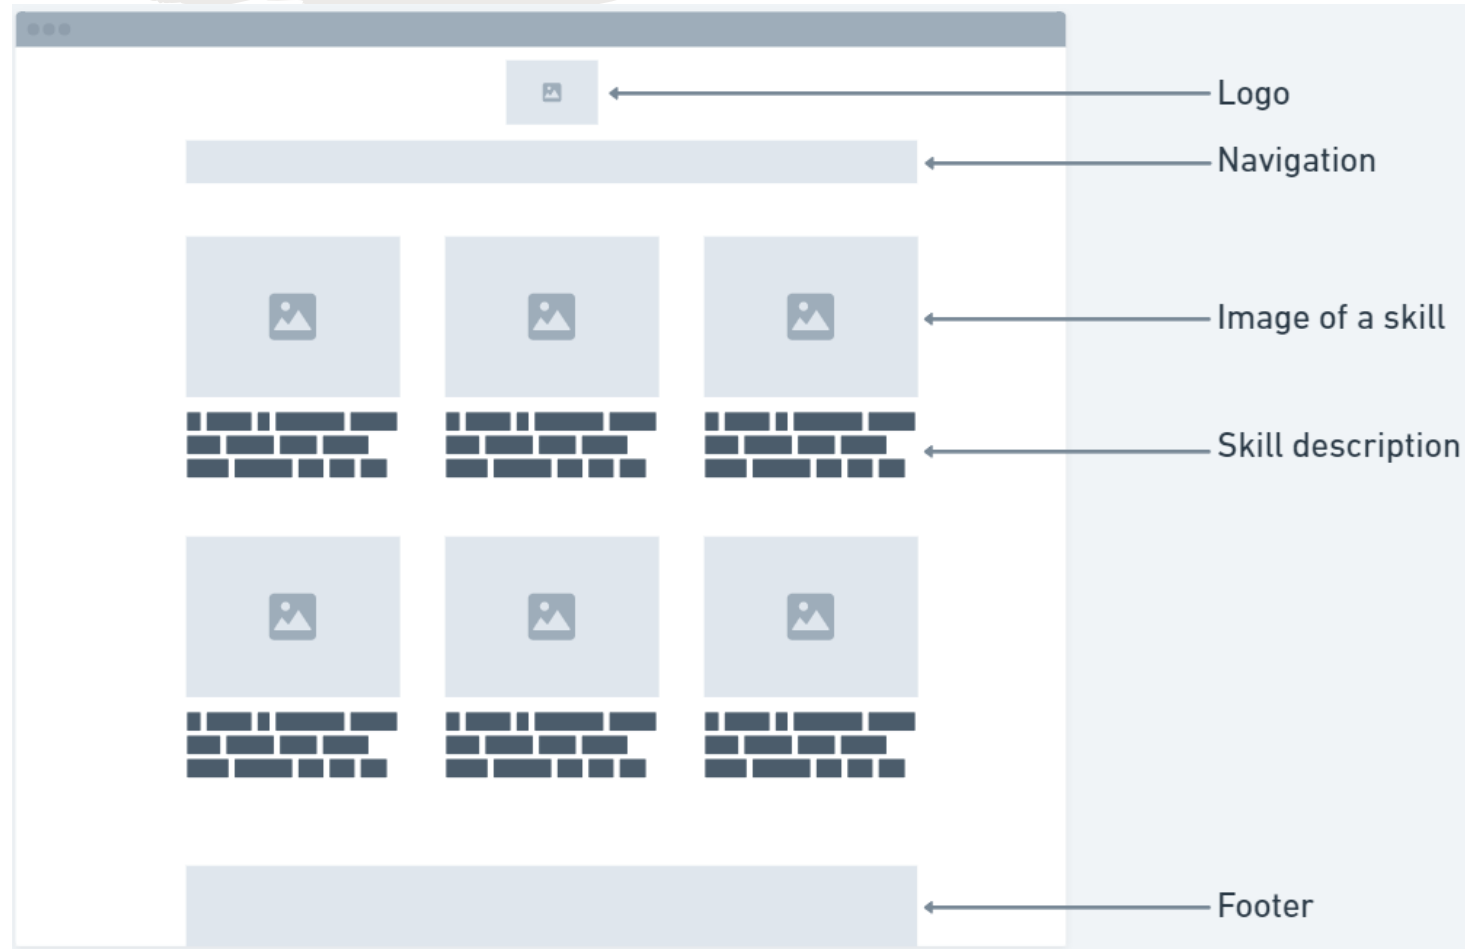 Logo
Navigation
Image of a skill
Skill description
Footer